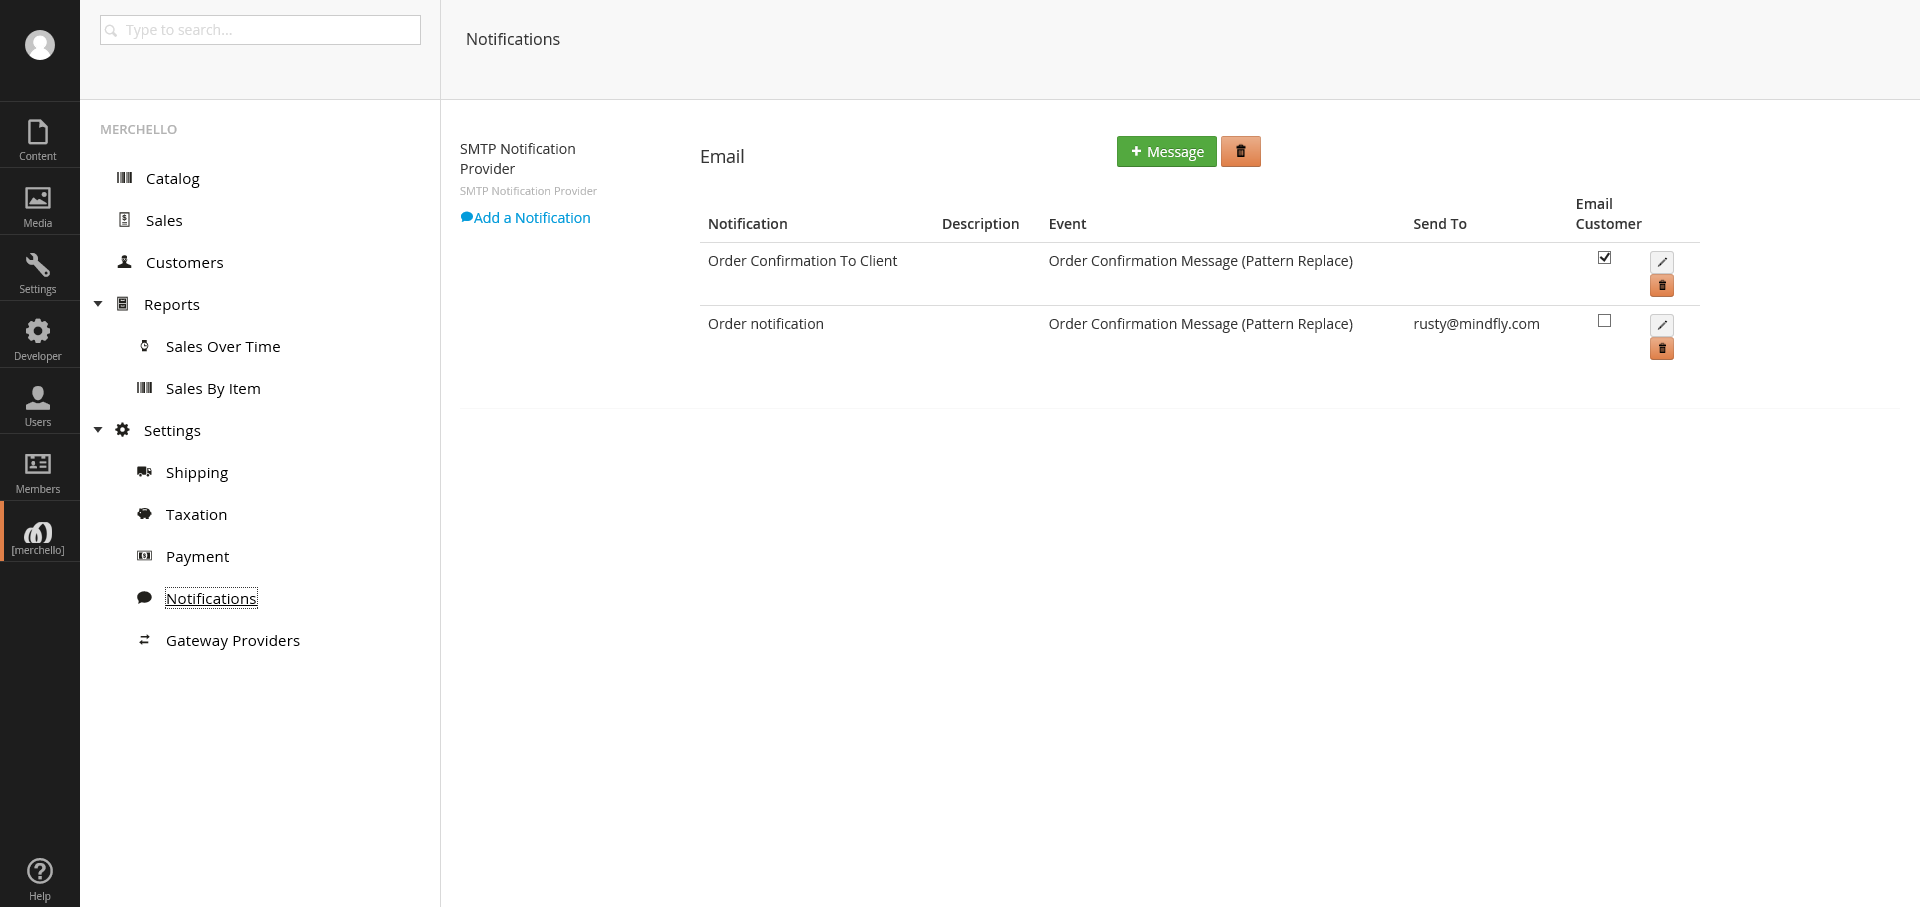 Type to search...
Notifications
Content
Media
Settings
Developer
Users
Members
[merchello]
Help
MERCHELLO
Catalog
Sales
Customers
Reports
Sales Over Time
Sales By Item
Settings
Shipping
Taxation
Payment
Notifications
Gateway Providers
SMTP Notification
Provider
SMTP Notification Provider
Add a Notification
Email
+ Message
Notification Description Event Send To Email Customer
Order Confirmation To Client Order Confirmation Message (Pattern Replace)
Order notification Order Confirmation Message (Pattern Replace) rusty@mindfly.com